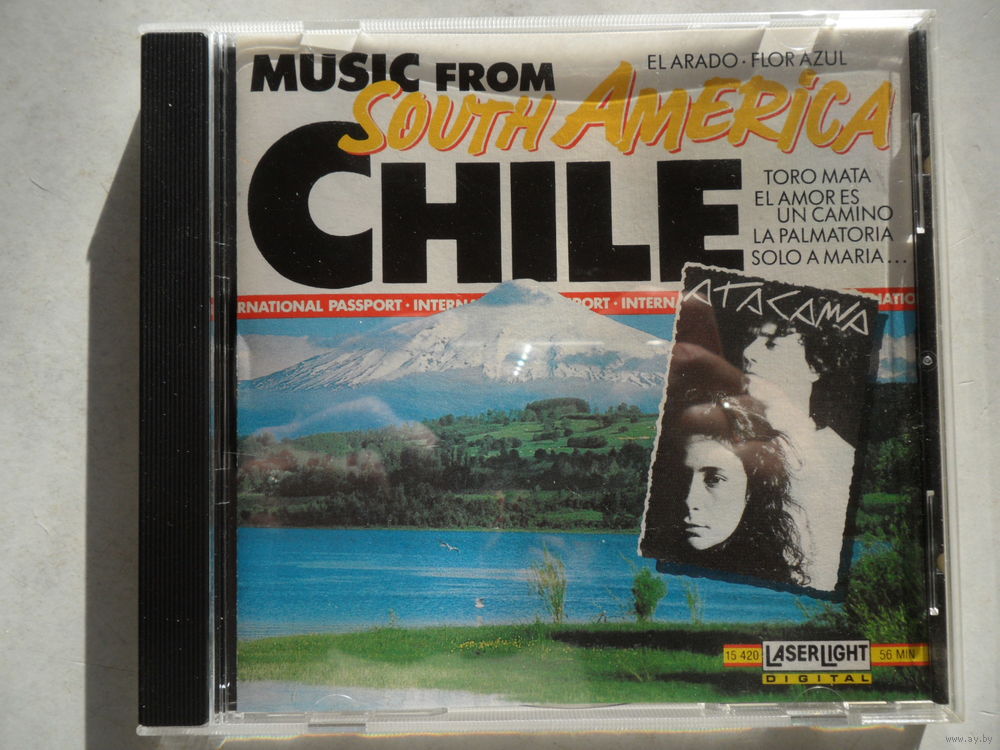 MUSIC FROM
SOUTH AMERICA
CHILE
EL ARADO · FLOR AZUL
TORO MATA
EL AMOR ES
UN CAMINO
LA PALMATORIA
SOLO A MARIA ...
RNATIONAL PASSPORT · INTERN PORT · INTERN NATIO
ATACAMA
15 420
LASERLIGHT
DIGITAL
56 MIN
www.ay.by